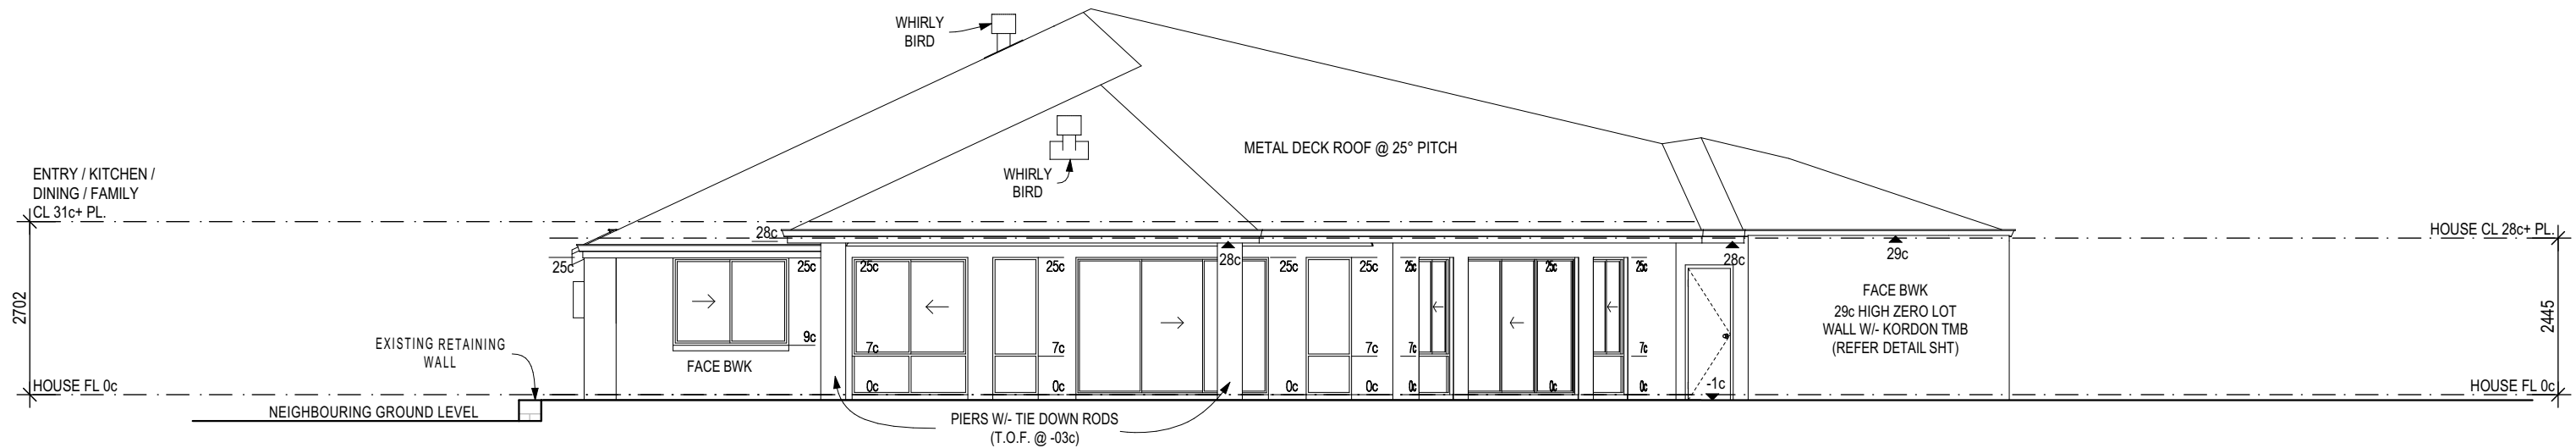 WHIRLY
BIRD
METAL DECK ROOF @ 25° PITCH
WHIRLY
BIRD
ENTRY / KITCHEN /
DINING / FAMILY
CL 31c+ PL.
HOUSE CL 28c+ PL.
28c
28c
28c
29c
25c
25c
25c
25c
25c
25c
25c
25c
25c
2702
2445
FACE BWK
29c HIGH ZERO LOT
WALL W/- KORDON TMB
(REFER DETAIL SHT)
EXISTING RETAINING
WALL
9c
FACE BWK
7c
7c
7c
7c
7c
HOUSE FL 0c
0c
0c
0c
0c
0c
0c
0c
-1c
HOUSE FL 0c
NEIGHBOURING GROUND LEVEL
PIERS W/- TIE DOWN RODS
(T.O.F. @ -03c)